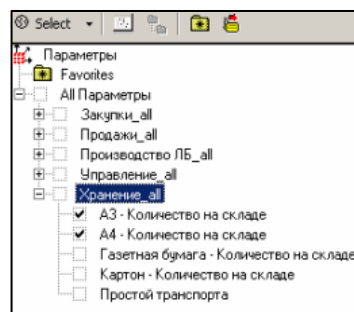 Select
Параметры
Favorites
All Параметры
Закупки_all
Продажи_all
Производство ЛБ_all
Управление_all
Хранение_all
А3 - Количество на складе
А4 - Количество на складе
Газетная бумага - Количество на складе
Картон - Количество на складе
Простой транспорта